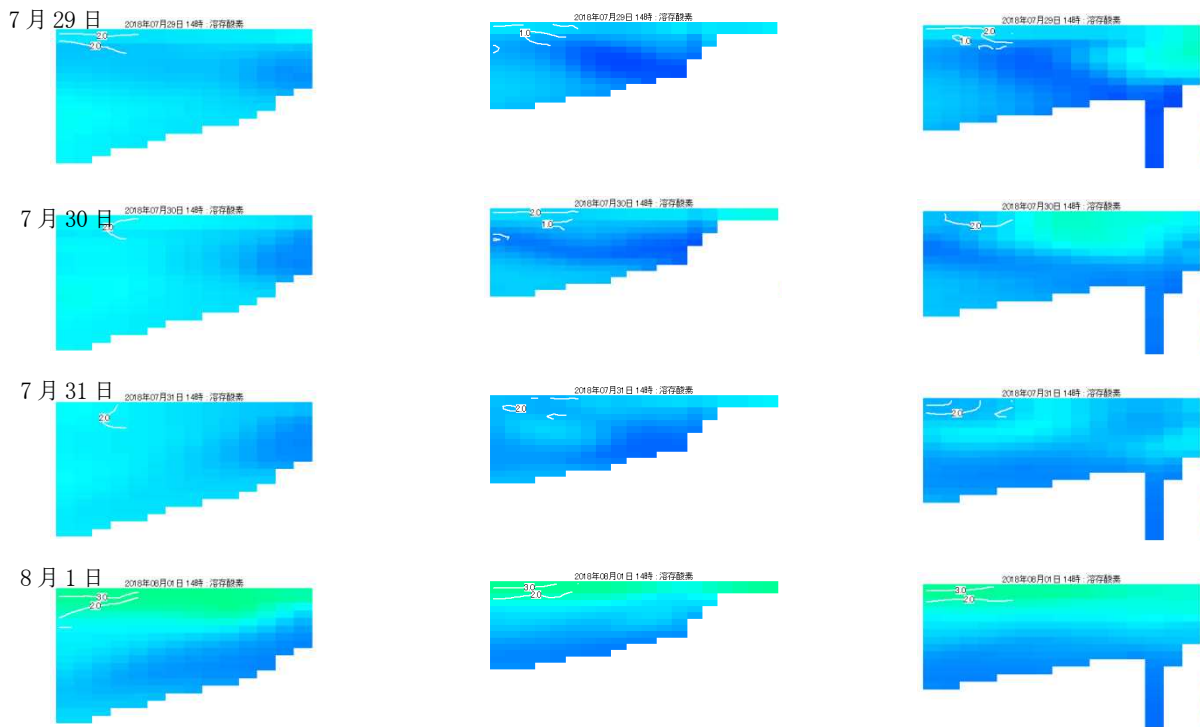 7 月 29 日
2018年07月29日 14時 : 溶存酸素
2.0
2.0
2018年07月29日 14時 : 溶存酸素
1.0
2018年07月29日 14時 : 溶存酸素
2.0
1.0
7 月 30 日
2018年07月30日 14時 : 溶存酸素
2.0
2018年07月30日 14時 : 溶存酸素
2.0
1.0
2018年07月30日 14時 : 溶存酸素
2.0
7 月 31 日
2018年07月31日 14時 : 溶存酸素
2.0
2018年07月31日 14時 : 溶存酸素
2.0
2018年07月31日 14時 : 溶存酸素
2.0
8 月 1 日
2018年08月01日 14時 : 溶存酸素
3.0
2.0
2018年08月01日 14時 : 溶存酸素
3.0
2.0
2018年08月01日 14時 : 溶存酸素
3.0
2.0